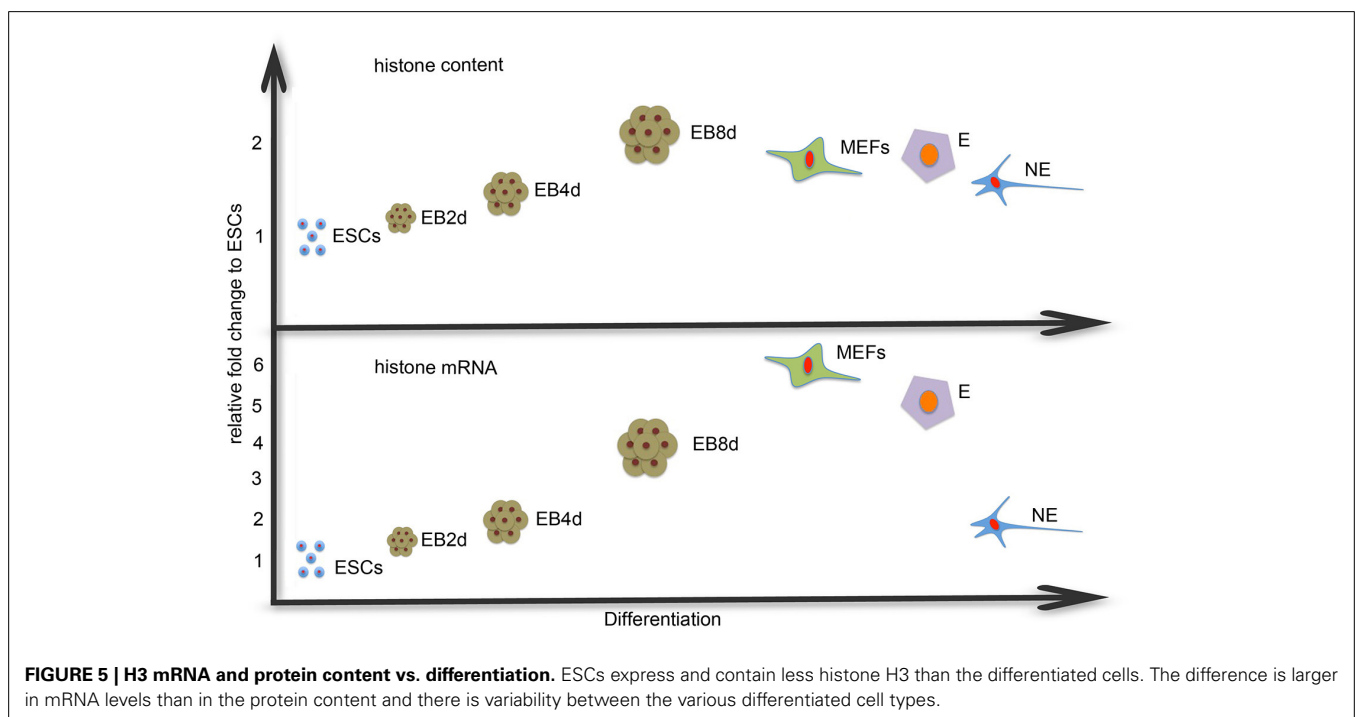 histone content
2
1
ESCs
EB2d
EB4d
EB8d
MEFs
E
NE
relative fold change to ESCs
histone mRNA
6
5
4
3
2
1
ESCs
EB2d
EB4d
EB8d
MEFs
E
NE
Differentiation
FIGURE 5 | H3 mRNA and protein content vs. differentiation. ESCs express and contain less histone H3 than the differentiated cells. The difference is larger
in mRNA levels than in the protein content and there is variability between the various differentiated cell types.